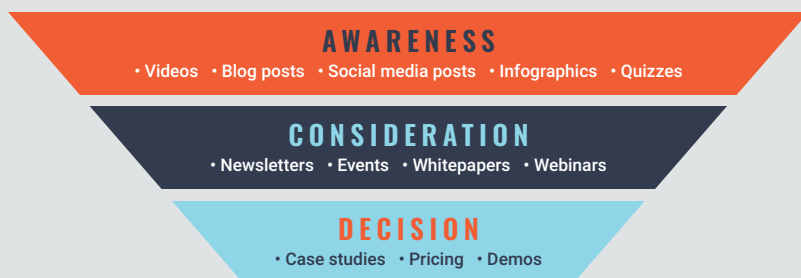 AWARENESS
• Videos • Blog posts • Social media posts • Infographics • Quizzes
CONSIDERATION
• Newsletters • Events • Whitepapers • Webinars
DECISION
• Case studies • Pricing • Demos